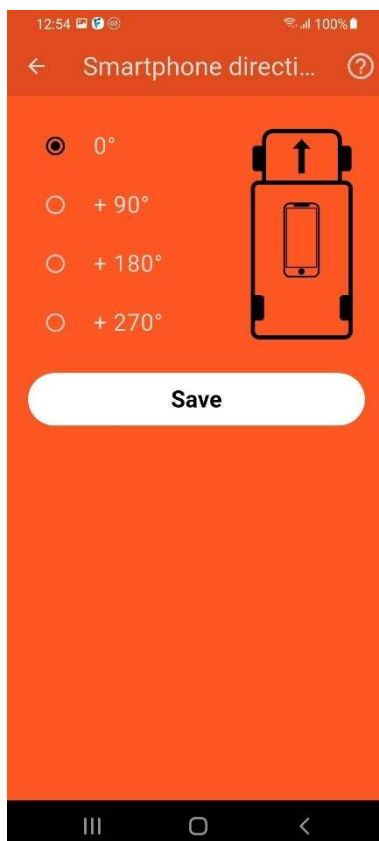 12:54 100%
Smartphone directi...
0°
+ 90°
+ 180°
+ 270°
Save